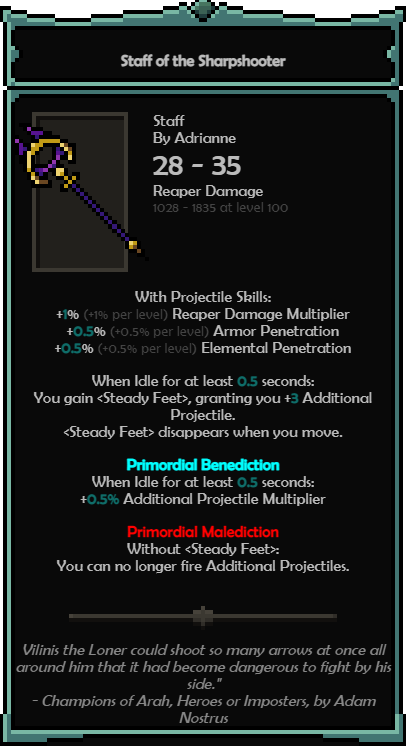 Staff of the Sharpshooter
Staff
By Adrianne
28 - 35
Reaper Damage
1028 - 1835 at level 100
With Projectile Skills:
+1% (+1% per level) Reaper Damage Multiplier
+0.5% (+0.5% per level) Armor Penetration
+0.5% (+0.5% per level) Elemental Penetration
When Idle for at least 0.5 seconds:
You gain <Steady Feet>, granting you +3 Additional
Projectile.
<Steady Feet> disappears when you move.
Primordial Benediction
When Idle for at least 0.5 seconds:
+0.5% Additional Projectile Multiplier
Primordial Malediction
Without <Steady Feet>:
You can no longer fire Additional Projectiles.
Vilinis the Loner could shoot so many arrows at once all
around him that it had become dangerous to fight by his
side."
- Champions of Arah, Heroes or Imposters, by Adam
Nostrus